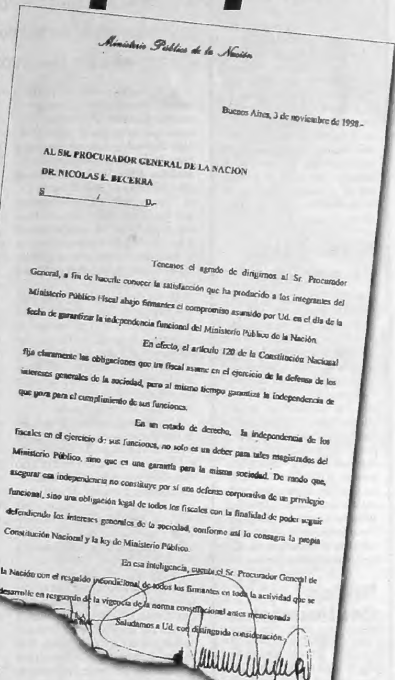 Ministerio Público de la Nación
Buenos Aires, 3 de noviembre de 1998.-
AL SR. PROCURADOR GENERAL DE LA NACION
DR. NICOLAS E. BECERRA
S / D.-
Tenemos el agrado de dirigirnos al Sr. Procurador
General, a fin de hacerle conocer la satisfacción que ha producido a los integrantes del
Ministerio Público Fiscal abajo firmantes el compromiso asumido por Ud. en el día de la
fecha de garantizar la independencia funcional del Ministerio Público de la Nación.
En efecto, el artículo 120 de la Constitución Nacional
fija claramente las obligaciones que un fiscal asume en el ejercicio de la defensa de los
intereses generales de la sociedad, pero al mismo tiempo garantiza la independencia de
que goza para el cumplimiento de sus funciones.
En un estado de derecho, la independencia de los
fiscales en el ejercicio de sus funciones, no solo es un deber para tales magistrados del
Ministerio Público, sino que es una garantía para la misma sociedad. De modo que,
asegurar esa independencia no constituye por sí una defensa corporativa de un privilegio
funcional, sino una obligación legal de todos los fiscales con la finalidad de poder seguir
defendiendo los intereses generales de la sociedad, conforme así lo consagra la propia
Constitución Nacional y la ley de Ministerio Público.
En esa inteligencia, cuenta el Sr. Procurador General de
la Nación con el respaldo incondicional de todos los firmantes en toda la actividad que se
desarrolle en resguardo de la vigencia de la norma constitucional antes mencionada
Saludamos a Ud. con distinguida consideración.-